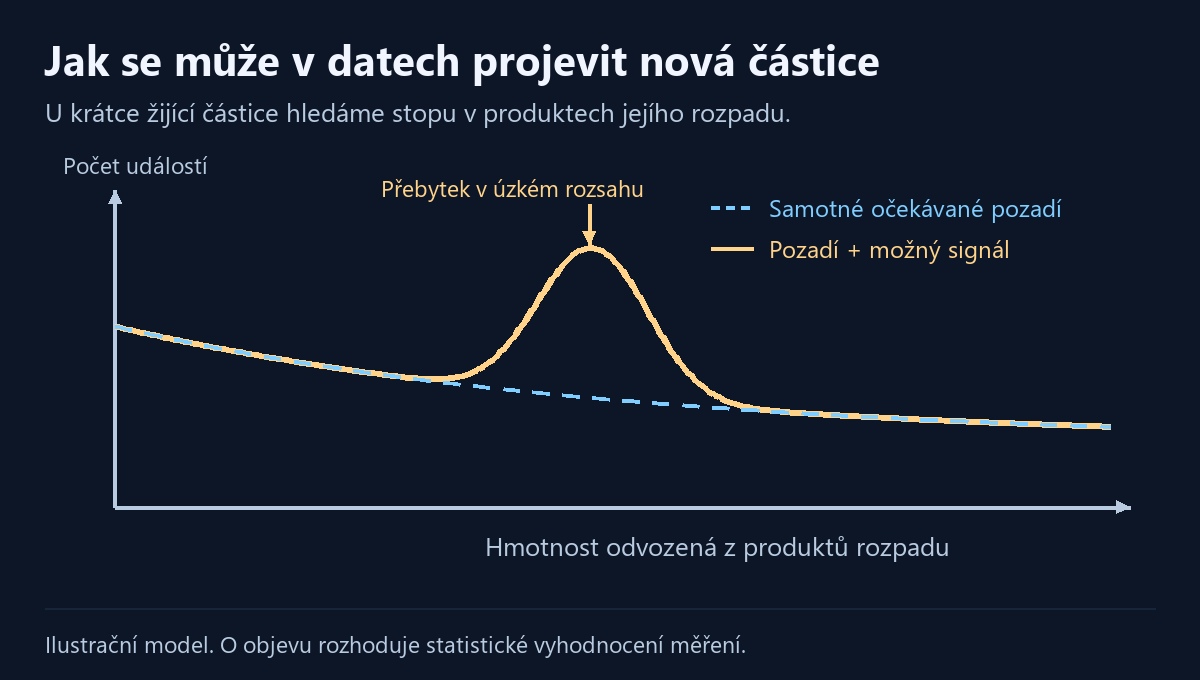 Jak se může v datech projevit nová částice
U krátce žijící částice hledáme stopu v produktech jejího rozpadu.
Počet událostí
Přebytek v úzkém rozsahu
Samotné očekávané pozadí
Pozadí + možný signál
Hmotnost odvozená z produktů rozpadu
Ilustrační model. O objevu rozhoduje statistické vyhodnocení měření.